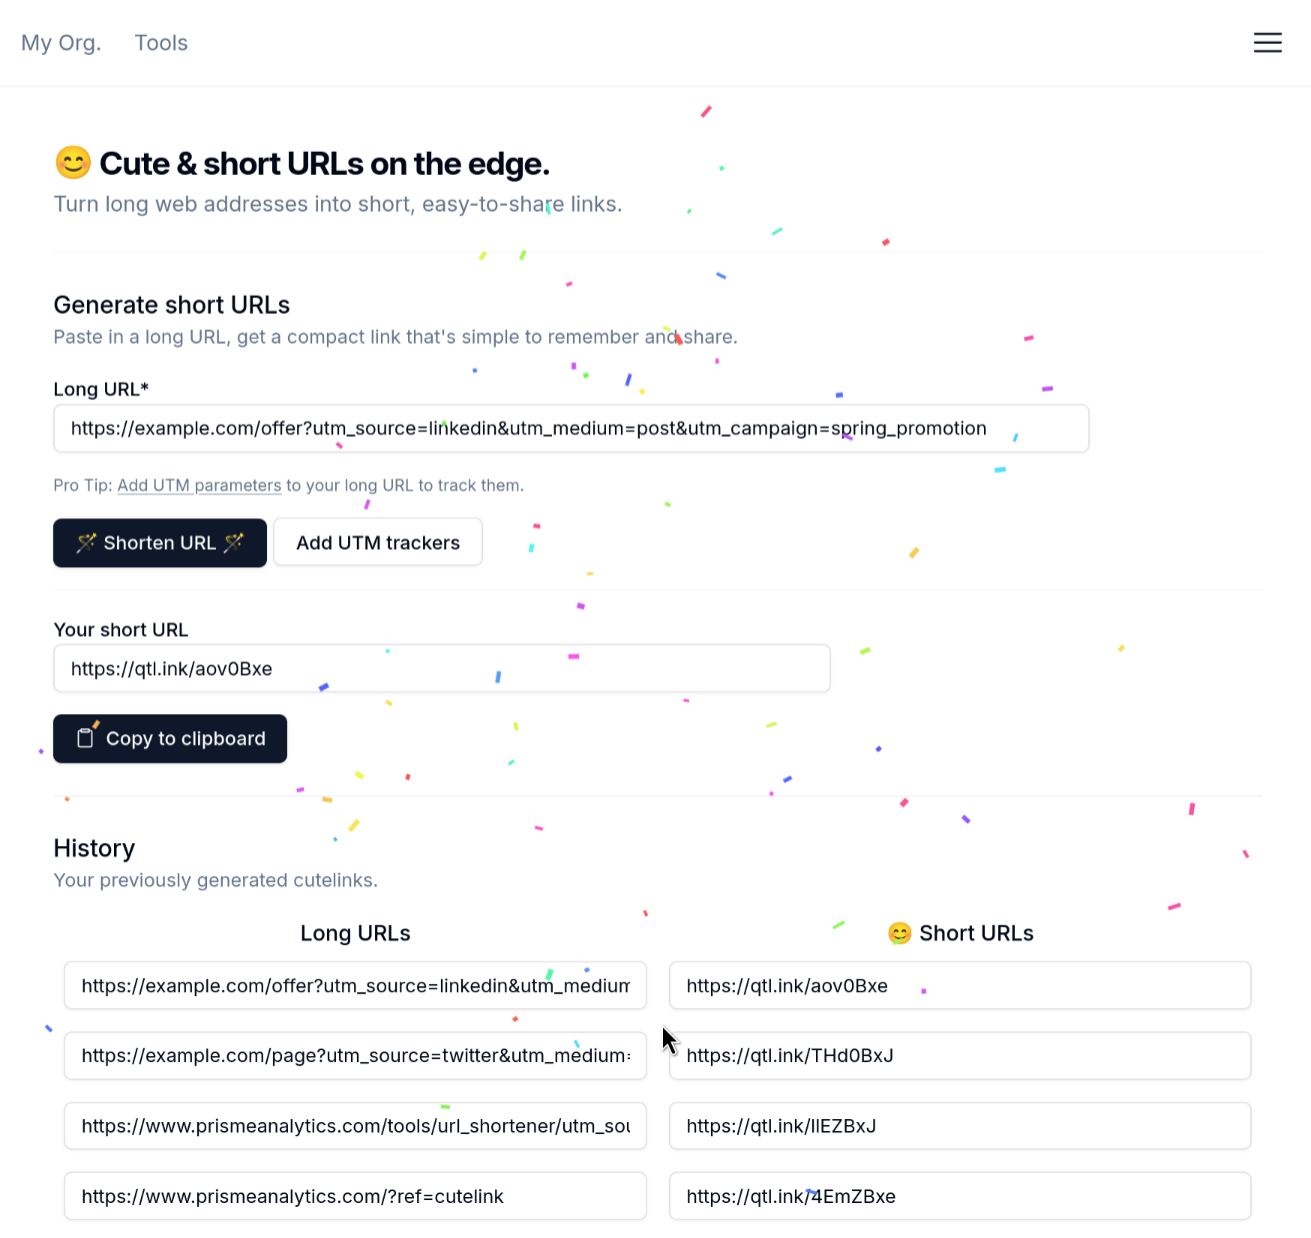 My Org. Tools
😊 Cute & short URLs on the edge.
Turn long web addresses into short, easy-to-share links.
Generate short URLs
Paste in a long URL, get a compact link that's simple to remember and share.
Long URL*
https://example.com/offer?utm_source=linkedin&utm_medium=post&utm_campaign=spring_promotion
Pro Tip: Add UTM parameters to your long URL to track them.
🪄 Shorten URL 🪄 Add UTM trackers
Your short URL
https://qtl.ink/aov0Bxe
Copy to clipboard
History
Your previously generated cutelinks.
Long URLs 😊 Short URLs
https://example.com/offer?utm_source=linkedin&utm_medium https://qtl.ink/aov0Bxe
https://example.com/page?utm_source=twitter&utm_medium= https://qtl.ink/THd0BxJ
https://www.prismeanalytics.com/tools/url_shortener/utm_sou https://qtl.ink/IIEZBxJ
https://www.prismeanalytics.com/?ref=cutelink https://qtl.ink/4EmZBxe